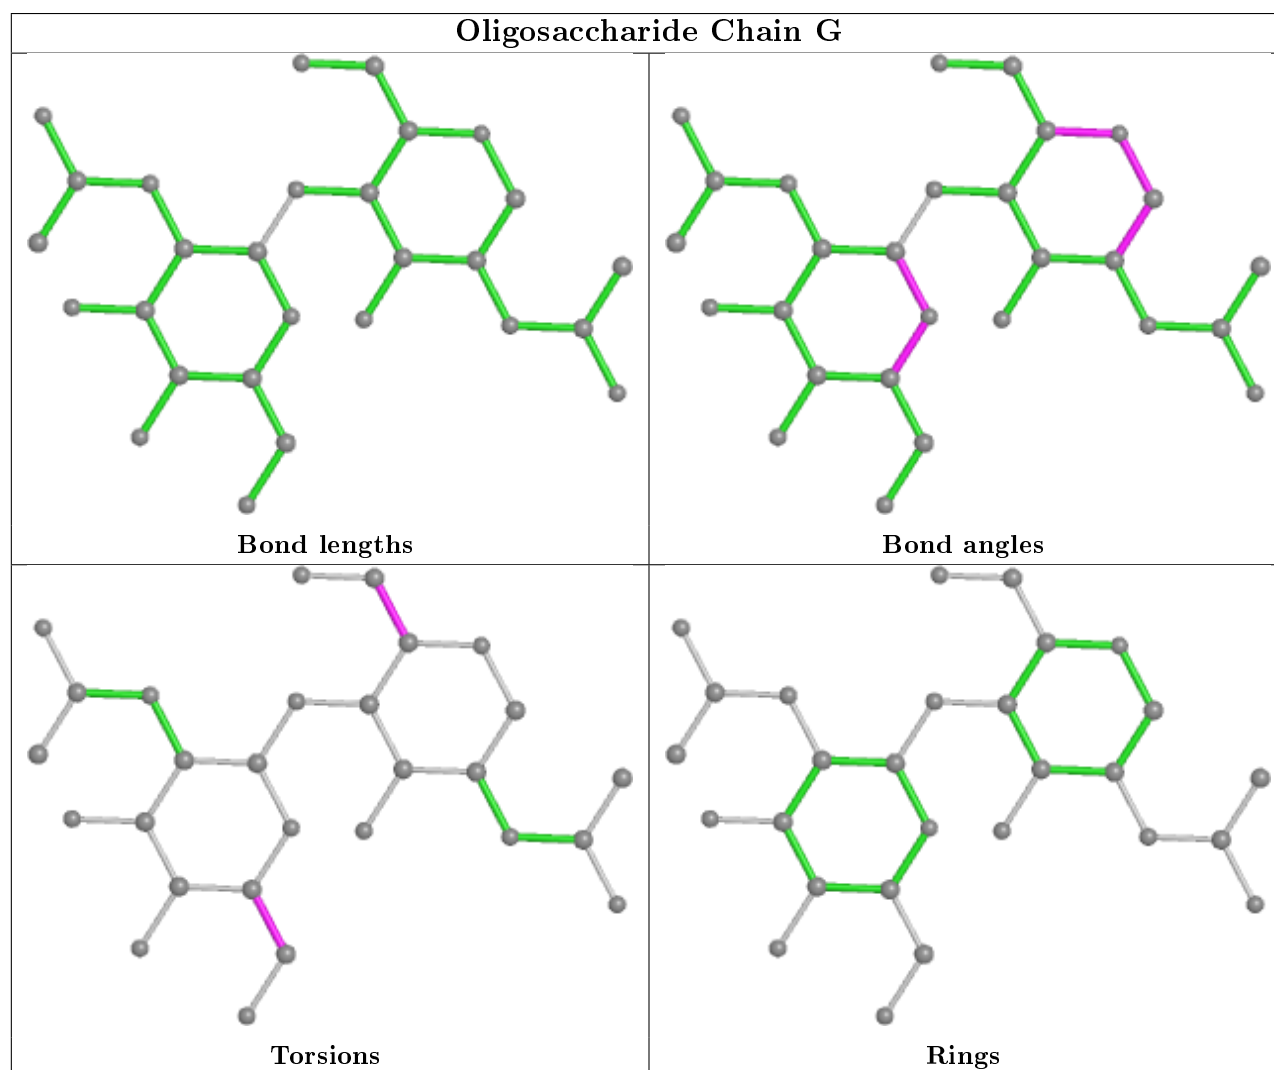 Oligosaccharide Chain G
Bond lengths
Bond angles
Torsions
Rings